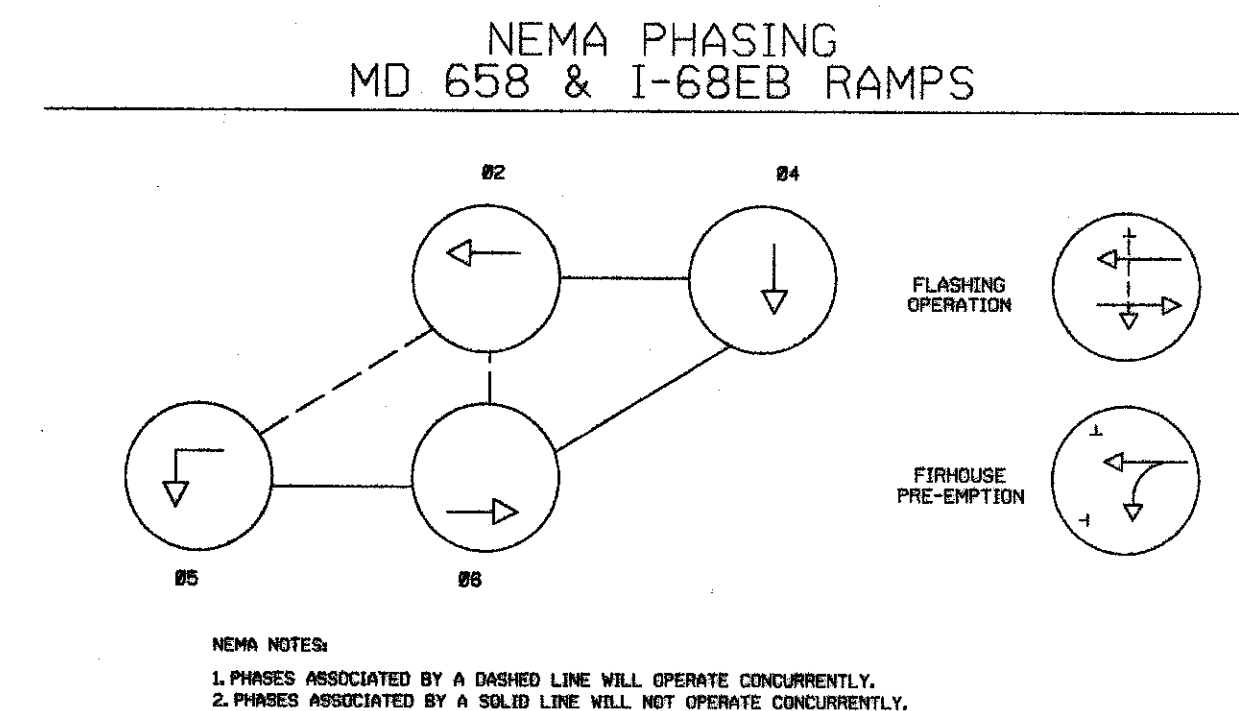 NEMA PHASING
MD 658 & I-68EB RAMPS
Ø2
Ø4
FLASHING
OPERATION
FIRHOUSE
PRE-EMPTION
Ø5
Ø6
NEMA NOTES:
1. PHASES ASSOCIATED BY A DASHED LINE WILL OPERATE CONCURRENTLY.
2. PHASES ASSOCIATED BY A SOLID LINE WILL NOT OPERATE CONCURRENTLY.